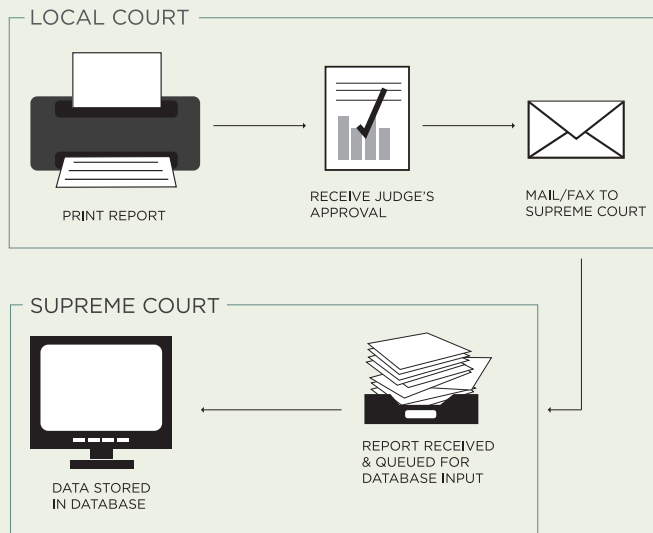 LOCAL COURT
PRINT REPORT
RECEIVE JUDGE'S
APPROVAL
MAIL/FAX TO
SUPREME COURT
SUPREME COURT
DATA STORED
IN DATABASE
REPORT RECEIVED
& QUEUED FOR
DATABASE INPUT